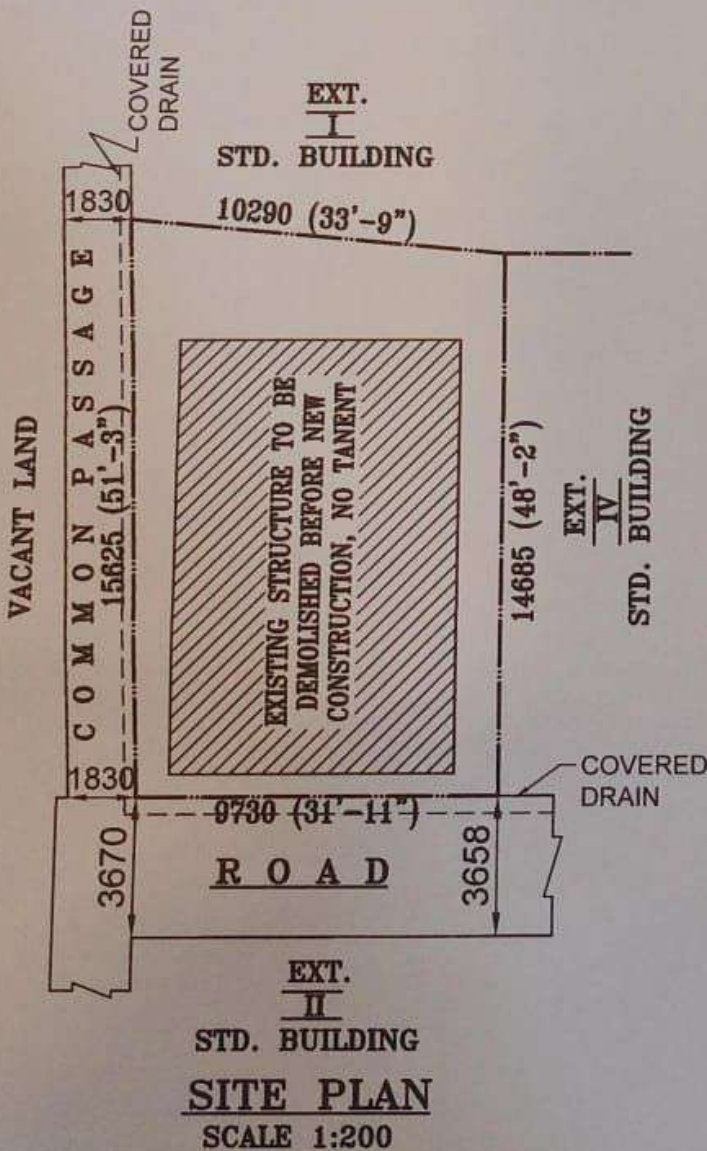 COVERED
DRAIN
EXT.
I
STD. BUILDING
1830
10290 (33'-9")
VACANT LAND
COMMON PASSAGE
15625 (51'-3")
EXISTING STRUCTURE TO BE
DEMOLISHED BEFORE NEW
CONSTRUCTION, NO TANENT
14685 (48'-2")
EXT.
IV
STD. BUILDING
1830
9730 (31'-11")
COVERED
DRAIN
3670
ROAD
3658
EXT.
II
STD. BUILDING
SITE PLAN
SCALE 1:200